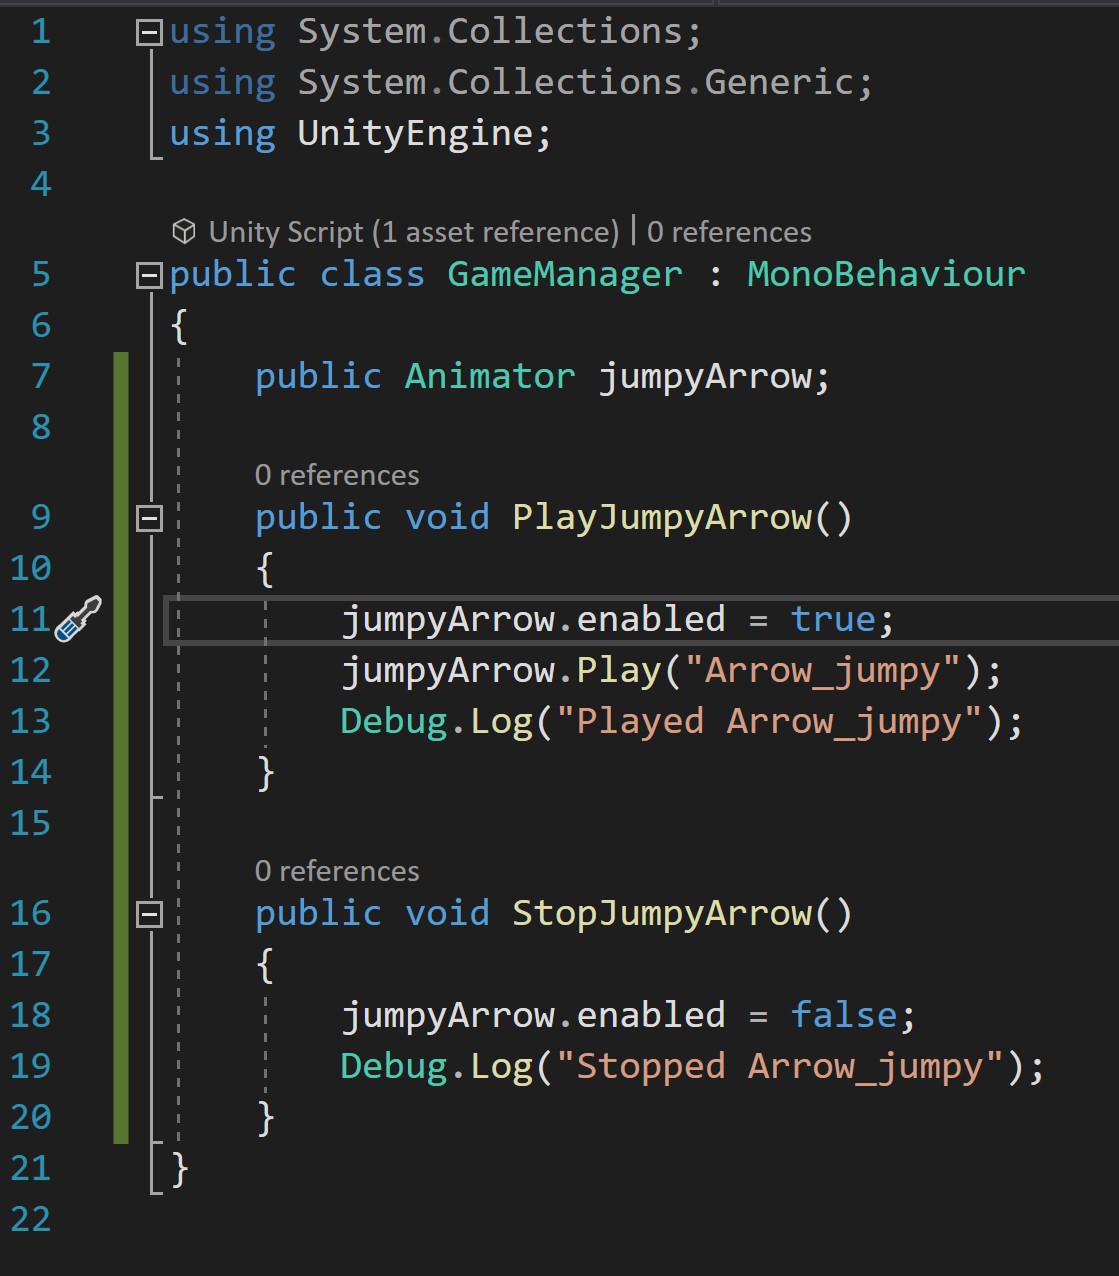 1 using System.Collections;
2 using System.Collections.Generic;
3 using UnityEngine;
4
Unity Script (1 asset reference) | 0 references
5 public class GameManager : MonoBehaviour
6 {
7 public Animator jumpyArrow;
8
0 references
9 public void PlayJumpyArrow()
10 {
11 jumpyArrow.enabled = true;
12 jumpyArrow.Play("Arrow_jumpy");
13 Debug.Log("Played Arrow_jumpy");
14 }
15
0 references
16 public void StopJumpyArrow()
17 {
18 jumpyArrow.enabled = false;
19 Debug.Log("Stopped Arrow_jumpy");
20 }
21 }
22